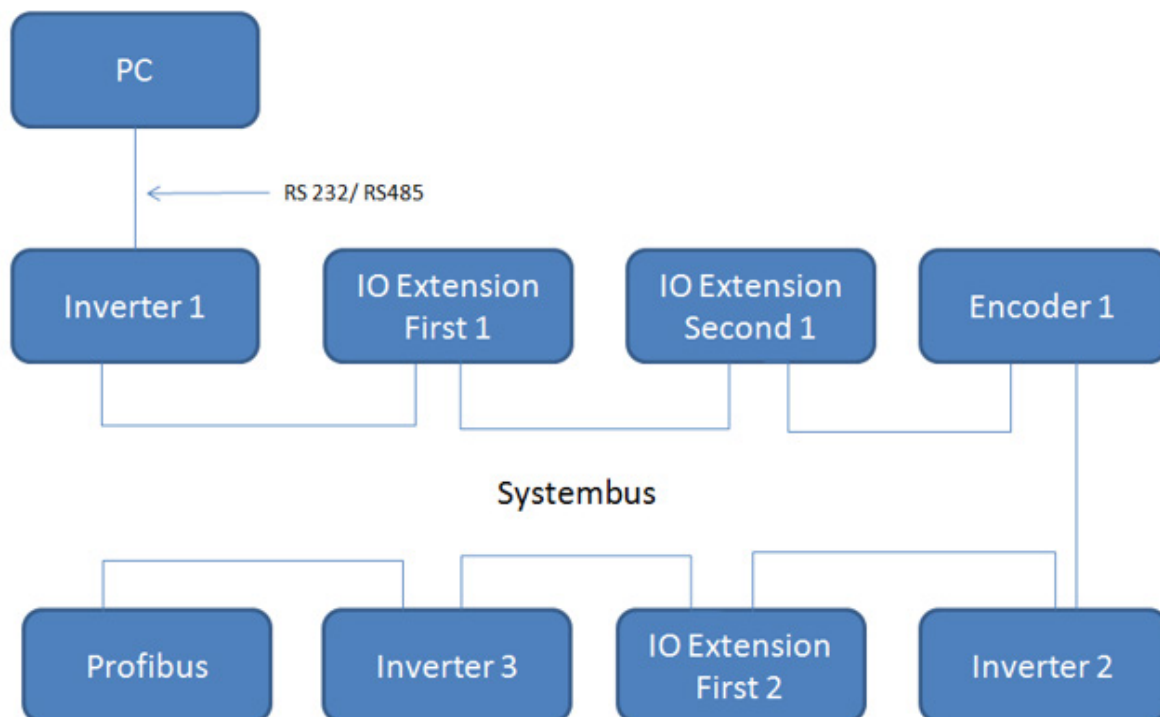 PC
RS 232/ RS485
Inverter 1
IO Extension
First 1
IO Extension
Second 1
Encoder 1
Systembus
Profibus
Inverter 3
IO Extension
First 2
Inverter 2